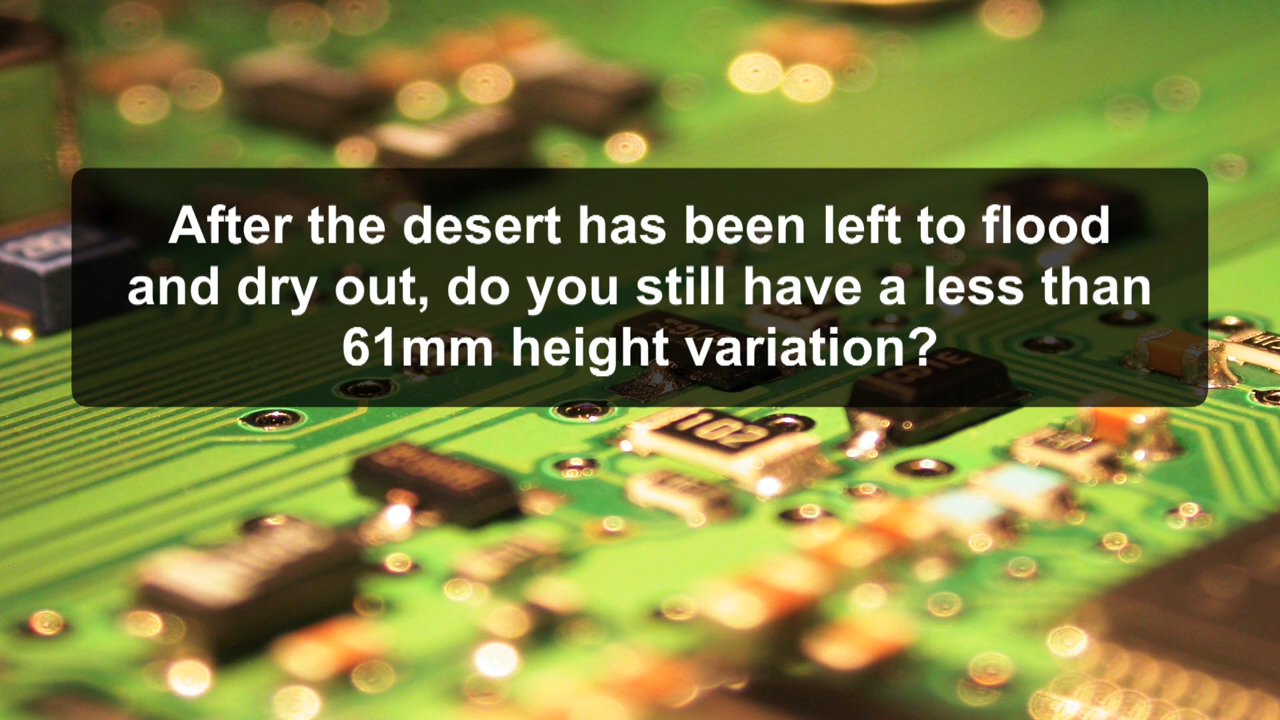 After the desert has been left to flood
and dry out, do you still have a less than
61mm height variation?
102